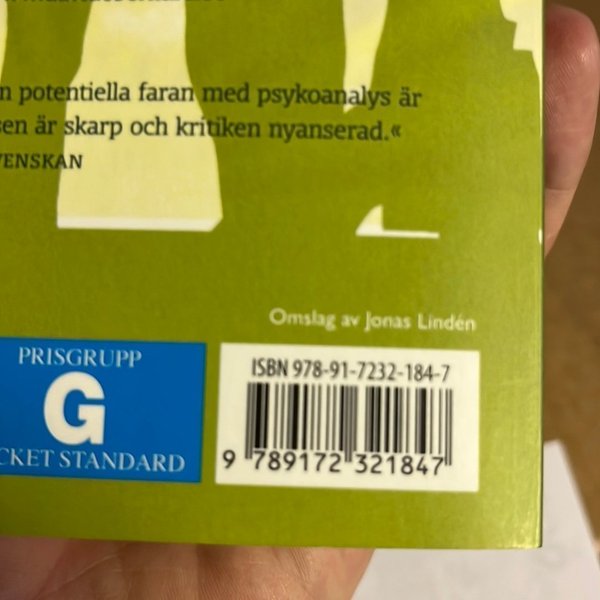 n potentiella faran med psykoanalys är
sen är skarp och kritiken nyanserad.«
VENSKAN
Omslag av Jonas Lindén
PRISGRUPP
G
CKET STANDARD
ISBN 978-91-7232-184-7
9 789172 321847